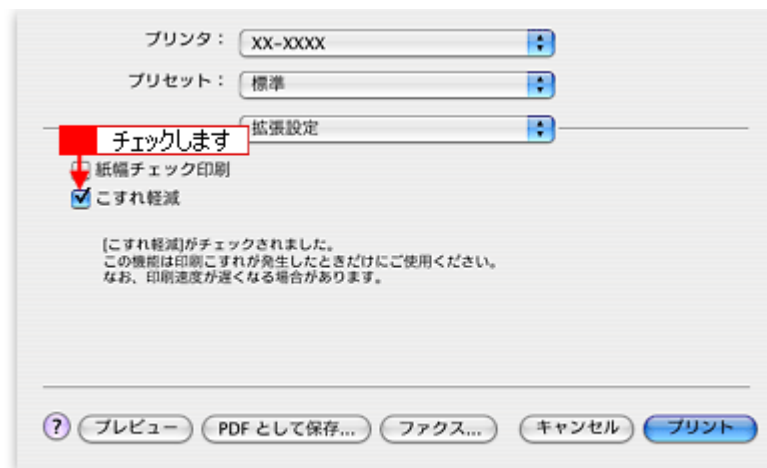 プリンタ： XX-XXXX
プリセット： 標準
拡張設定
チェックします
紙幅チェック印刷
こすれ軽減
[こすれ軽減]がチェックされました。
この機能は印刷こすれが発生したときだけにご使用ください。
なお、印刷速度が遅くなる場合があります。
? プレビュー PDF として保存... ファクス... キャンセル プリント